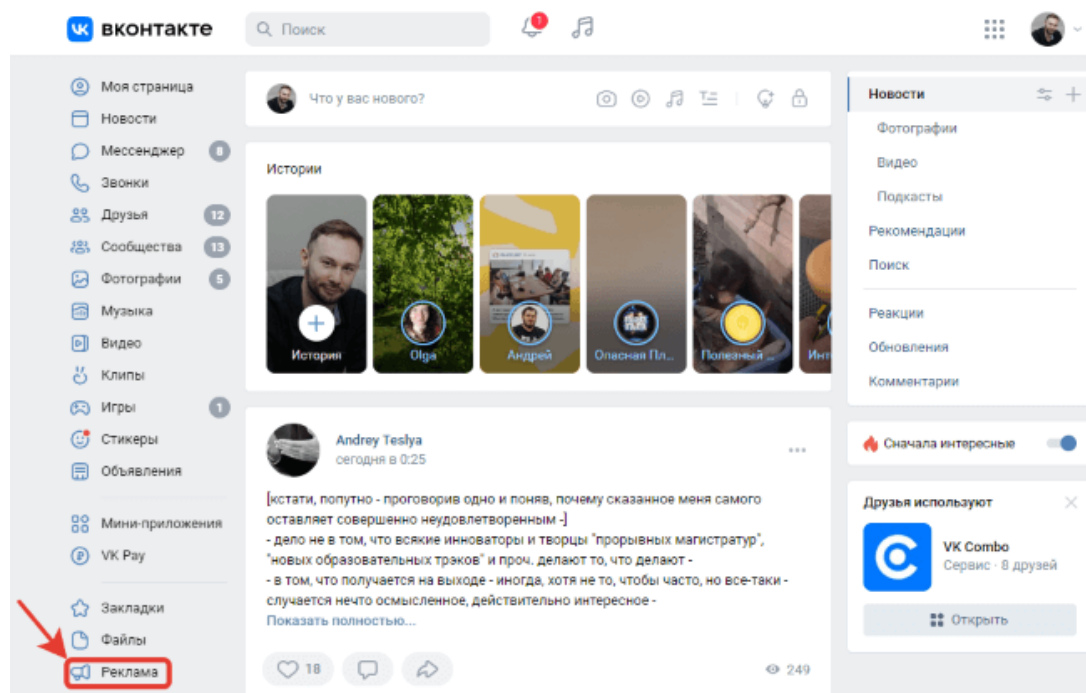 вконтакте
Поиск
1
Моя страница
Новости
Мессенджер 8
Звонки
Друзья 12
Сообщества 13
Фотографии 5
Музыка
Видео
Клипы
Игры 1
Стикеры
Объявления
Мини-приложения
VK Pay
Закладки
Файлы
Реклама
Что у вас нового?
Истории
История
Olga
Андрей
Опасная Пл...
Полезный ...
Инт
Andrey Teslya
сегодня в 0:25
[кстати, попутно - проговорив одно и поняв, почему сказанное меня самого
оставляет совершенно неудовлетворенным -]
- дело не в том, что всякие инноваторы и творцы "прорывных магистратур",
"новых образовательных трэков" и проч. делают то, что делают -
- в том, что получается на выходе - иногда, хотя не то, чтобы часто, но все-таки -
случается нечто осмысленное, действительно интересное -
Показать полностью...
18
249
Новости
Фотографии
Видео
Подкасты
Рекомендации
Поиск
Реакции
Обновления
Комментарии
Сначала интересные
Друзья используют
VK Combo
Сервис · 8 друзей
Открыть